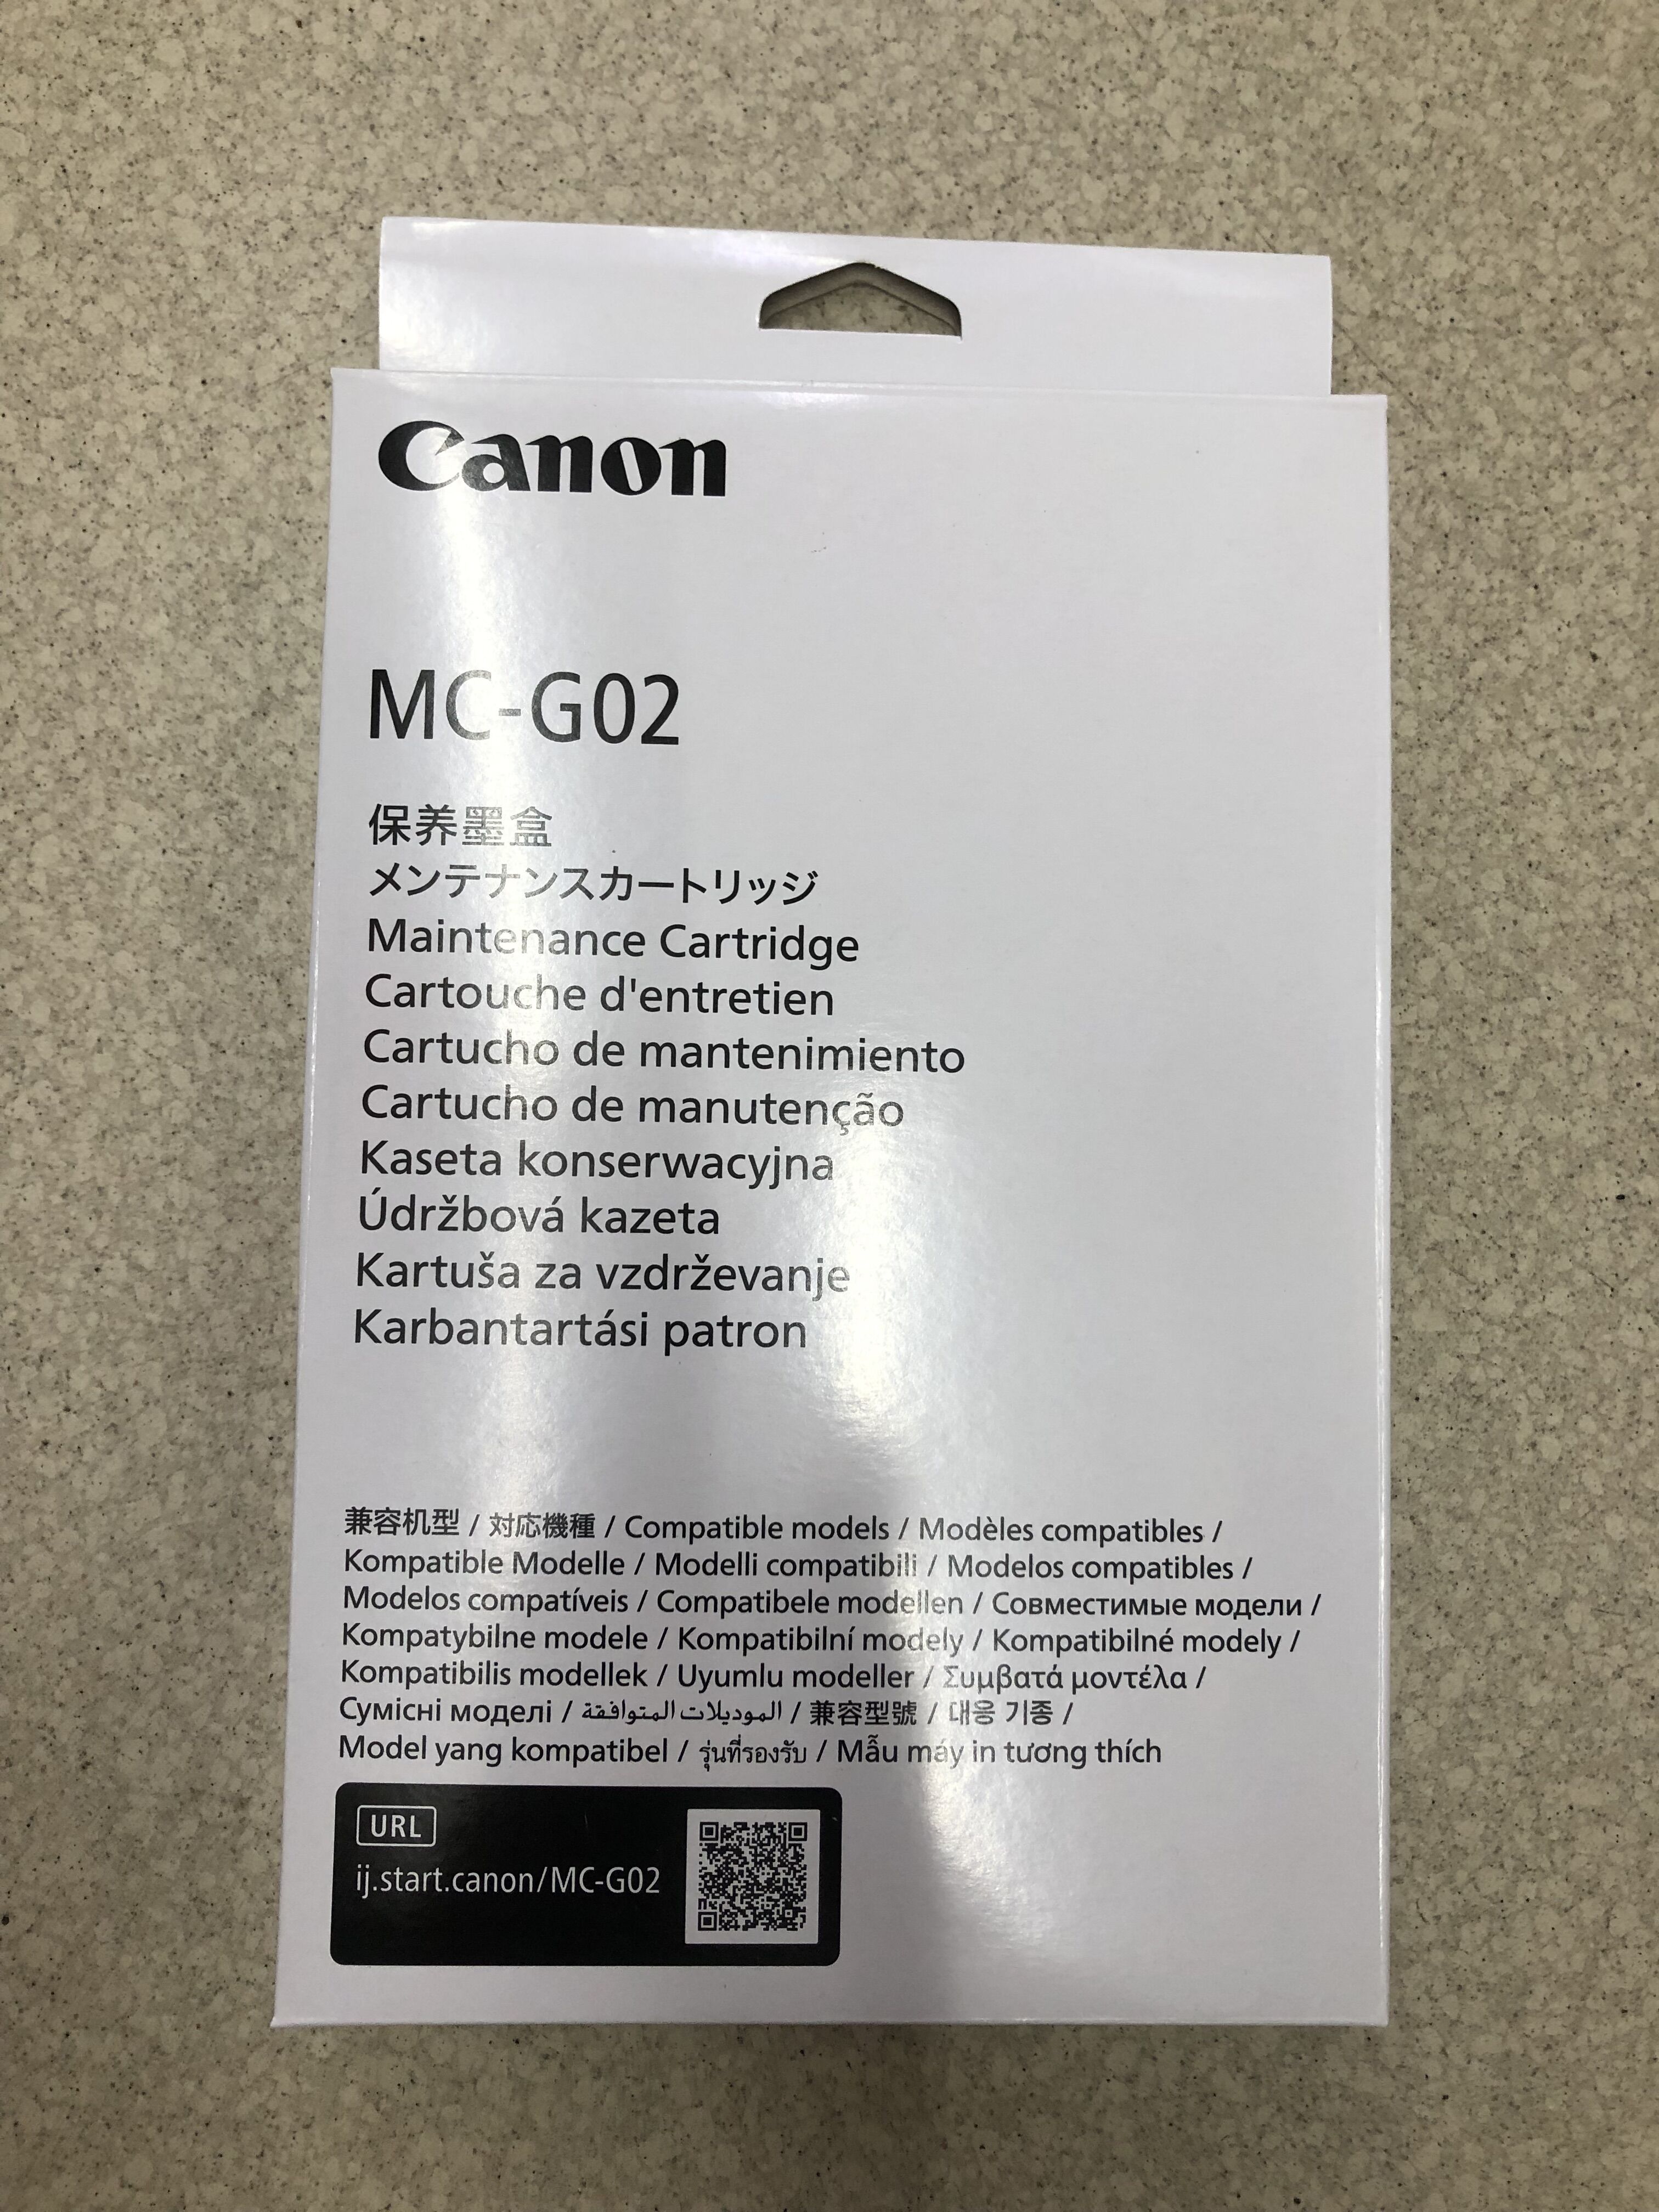 Canon
MC-G02
保养墨盒
メンテナンスカートリッジ
Maintenance Cartridge
Cartouche d'entretien
Cartucho de mantenimiento
Cartucho de manutenção
Kaseta konserwacyjna
Údržbová kazeta
Kartuša za vzdrževanje
Karbantartási patron
兼容机型 / 対応機種 / Compatible models / Modèles compatibles /
Kompatible Modelle / Modelli compatibili / Modelos compatibles /
Modelos compatíveis / Compatibele modellen / Совместимые модели /
Kompatybilne modele / Kompatibilní modely / Kompatibilné modely /
Kompatibilis modellek / Uyumlu modeller / Συμβατά μοντέλα /
Сумісні моделі / الموديلات المتوافقة / 兼容型號 / 대응 기종 /
Model yang kompatibel / รุ่นที่รองรับ / Mẫu máy in tương thích
URL
ij.start.canon/MC-G02